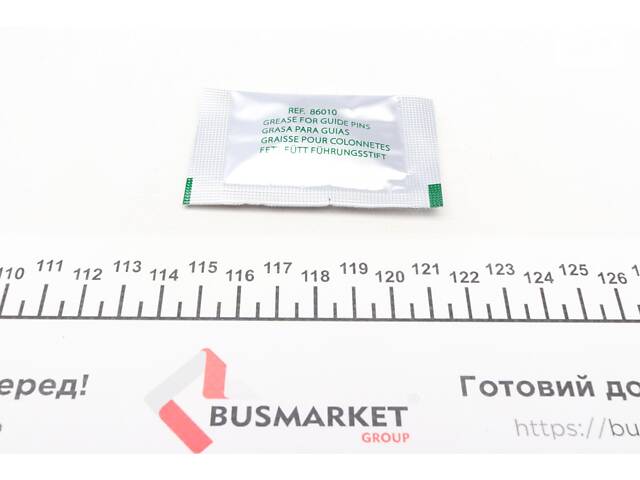 REF. 86010
GREASE FOR GUIDE PINS
GRASA PARA GUIAS
GRAISSE POUR COLONNETES
FÜTT FÜHRUNGSSTIFT
110 111 112 113 114 115 116 117 118 119 120 121 122 123 124 125 126
еред!
Готовий до
BUSMARKET
GROUP
https://bu